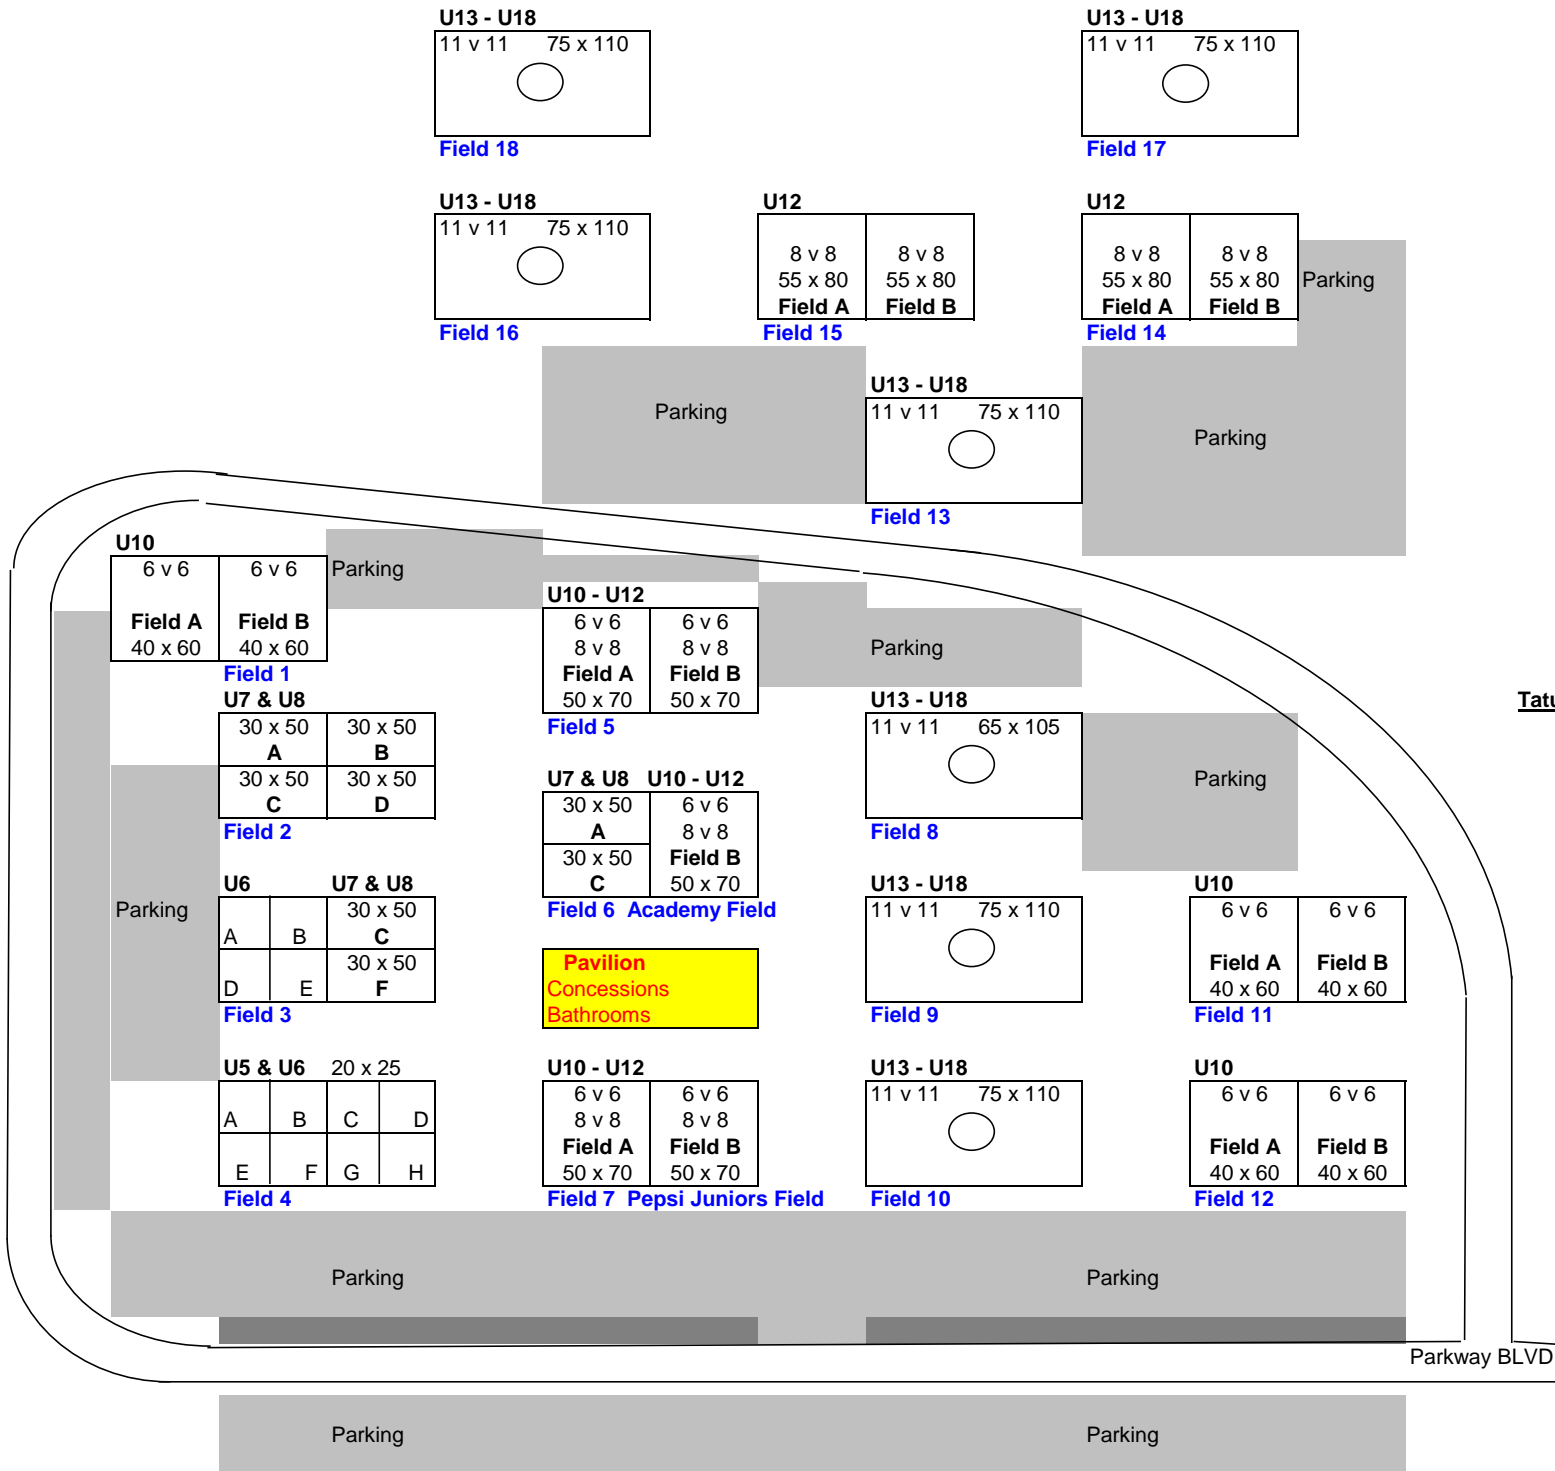 U13 - U18
11 v 11 75 x 110
Field 18
U13 - U18
11 v 11 75 x 110
Field 17
U13 - U18
11 v 11 75 x 110
Field 16
U12
8 v 8 8 v 8
55 x 80 55 x 80
Field A Field B
Field 15
U12
8 v 8 8 v 8
55 x 80 55 x 80
Field A Field B
Field 14
Parking
Parking
U13 - U18
11 v 11 75 x 110
Field 13
Parking
U10
6 v 6 6 v 6
Field A Field B
40 x 60 40 x 60
Field 1
Parking
U10 - U12
6 v 6 6 v 6
8 v 8 8 v 8
Field A Field B
50 x 70 50 x 70
Field 5
Parking
U7 & U8
30 x 50 30 x 50
A B
30 x 50 30 x 50
C D
Field 2
U13 - U18
11 v 11 65 x 105
Field 8
Parking
Tatu
U7 & U8 U10 - U12
30 x 50 6 v 6
A 8 v 8
30 x 50 Field B
C 50 x 70
Field 6 Academy Field
Parking
U6 U7 & U8
30 x 50
A B C
30 x 50
D E F
Field 3
Pavilion
Concessions
Bathrooms
U13 - U18
11 v 11 75 x 110
Field 9
U10
6 v 6 6 v 6
Field A Field B
40 x 60 40 x 60
Field 11
U5 & U6 20 x 25
A B C D
E F G H
Field 4
U10 - U12
6 v 6 6 v 6
8 v 8 8 v 8
Field A Field B
50 x 70 50 x 70
Field 7 Pepsi Juniors Field
U13 - U18
11 v 11 75 x 110
Field 10
U10
6 v 6 6 v 6
Field A Field B
40 x 60 40 x 60
Field 12
Parking Parking
Parkway BLVD
Parking Parking